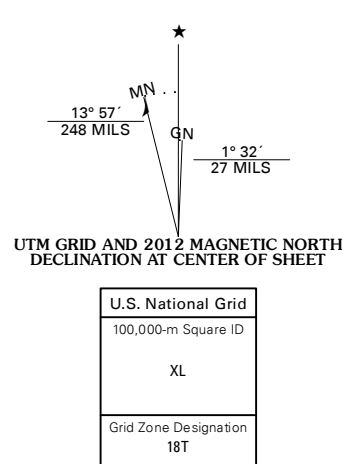 ★
MN
13° 57´
248 MILS
GN
1° 32´
27 MILS
UTM GRID AND 2012 MAGNETIC NORTH
DECLINATION AT CENTER OF SHEET
U.S. National Grid
100,000-m Square ID
XL
Grid Zone Designation
18T